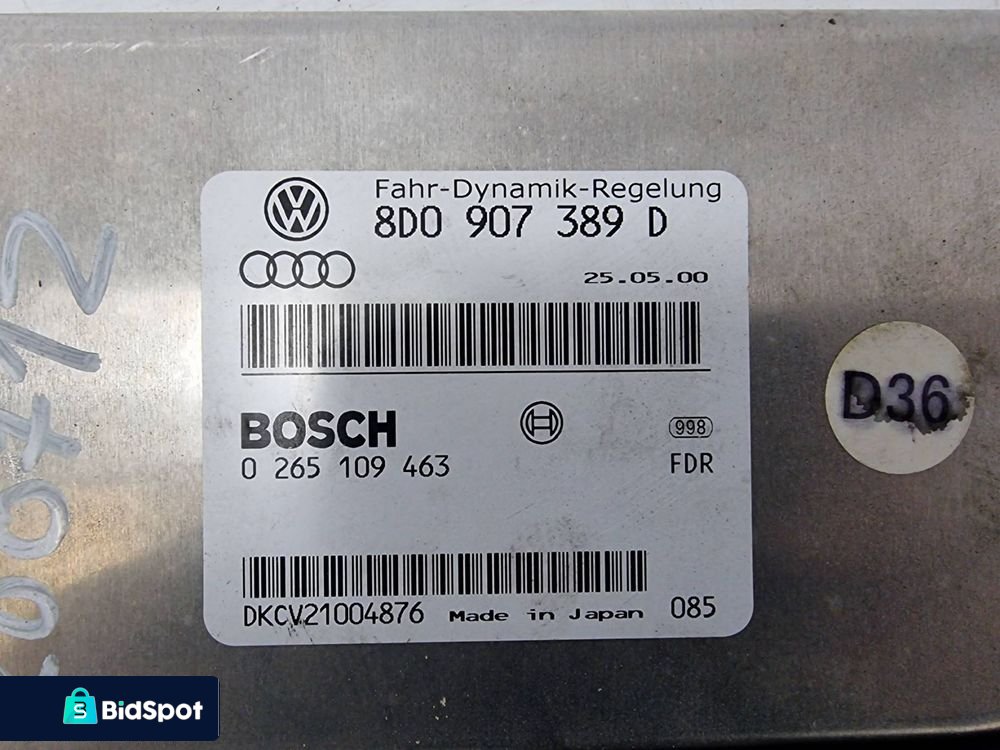 Fahr-Dynamik-Regelung
8D0 907 389 D
25.05.00
BOSCH
998
0 265 109 463
FDR
DKCV21004876 Made in Japan 085
D36
BidSpot